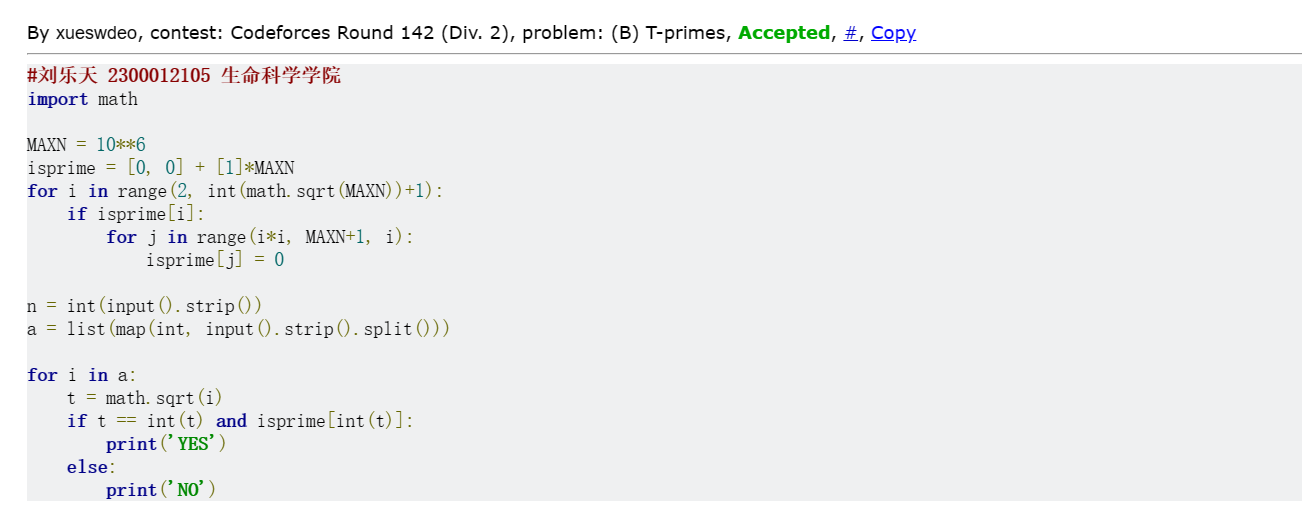 By xueswdeo, contest: Codeforces Round 142 (Div. 2), problem: (B) T-primes, Accepted, #, Copy
#刘乐天 2300012105 生命科学学院
import math

MAXN = 10**6
isprime = [0, 0] + [1]*MAXN
for i in range(2, int(math.sqrt(MAXN))+1):
    if isprime[i]:
        for j in range(i*i, MAXN+1, i):
            isprime[j] = 0

n = int(input().strip())
a = list(map(int, input().strip().split()))

for i in a:
    t = math.sqrt(i)
    if t == int(t) and isprime[int(t)]:
        print('YES')
    else:
        print('NO')